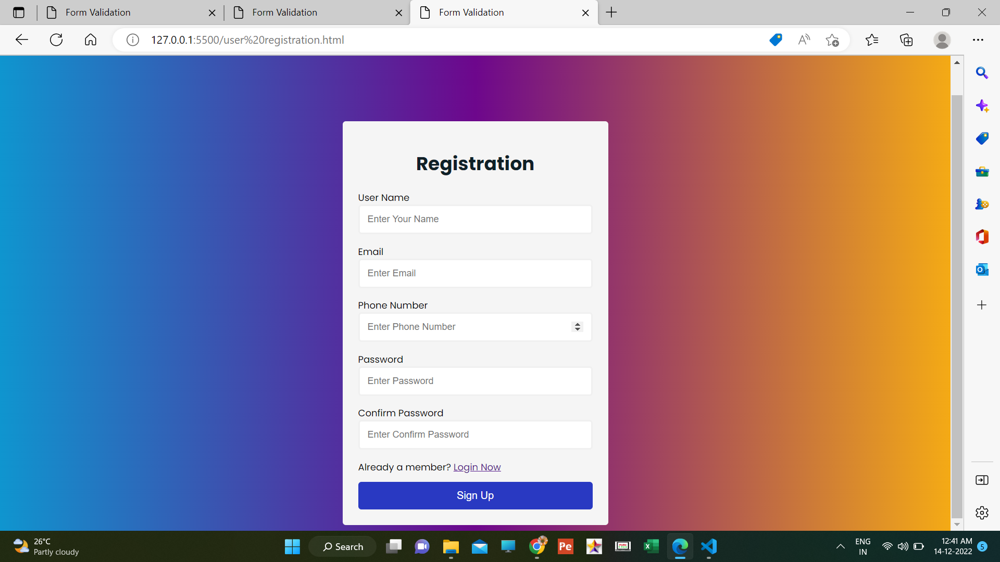 Form Validation
Form Validation
Form Validation
127.0.0.1:5500/user%20registration.html
Registration
User Name
Enter Your Name
Email
Enter Email
Phone Number
Enter Phone Number
Password
Enter Password
Confirm Password
Enter Confirm Password
Already a member? Login Now
Sign Up
26°C
Partly cloudy
Search
Pe
ENG
IN
12:41 AM
14-12-2022
5